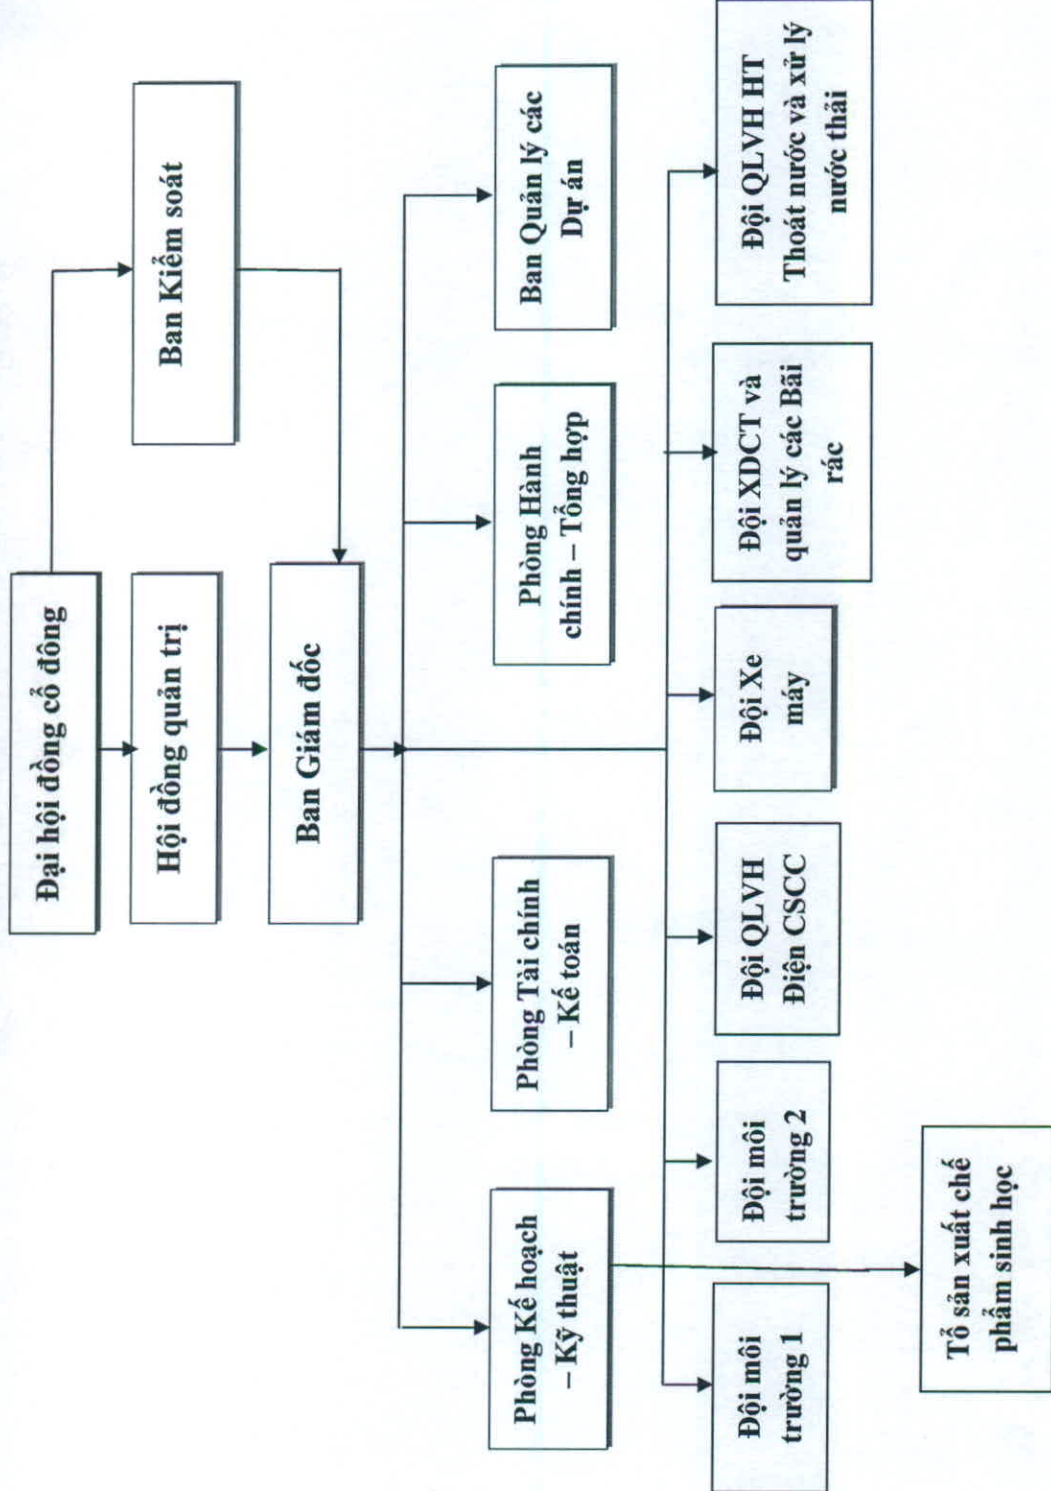 Đại hội đồng cổ đông
Hội đồng quản trị
Ban Kiểm soát
Ban Giám đốc
Phòng Kế hoạch
– Kỹ thuật
Phòng Tài chính
– Kế toán
Phòng Hành
chính – Tổng hợp
Ban Quản lý các
Dự án
Đội môi
trường 1
Đội môi
trường 2
Đội QLVH
Điện CSCC
Đội Xe
máy
Đội XDCT và
quản lý các Bãi
rác
Đội QLVH HT
Thoát nước và xử lý
nước thải
Tổ sản xuất chế
phẩm sinh học